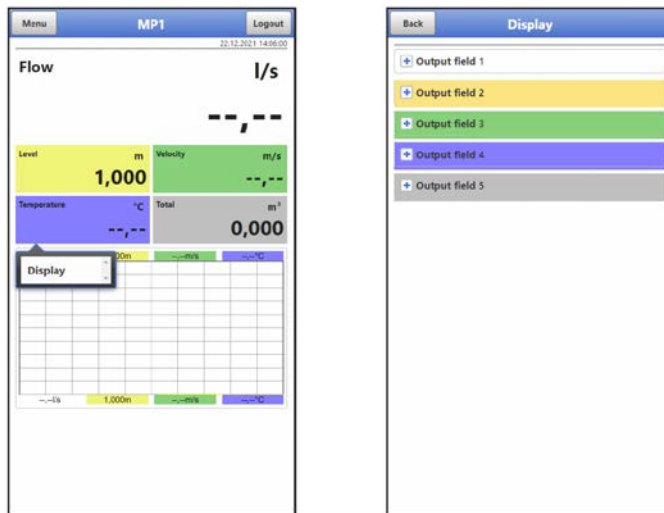 Menu MP1 Logout
22.12.2021 14:06:00
Flow l/s
--,--
Level m Velocity m/s
1,000 --,--
Temperature °C Total m³
--,-- 0,000
Display
00m --.--m/s --.--°C
--.--l/s 1,000m --.--m/s --.--°C
Back Display
Output field 1
Output field 2
Output field 3
Output field 4
Output field 5